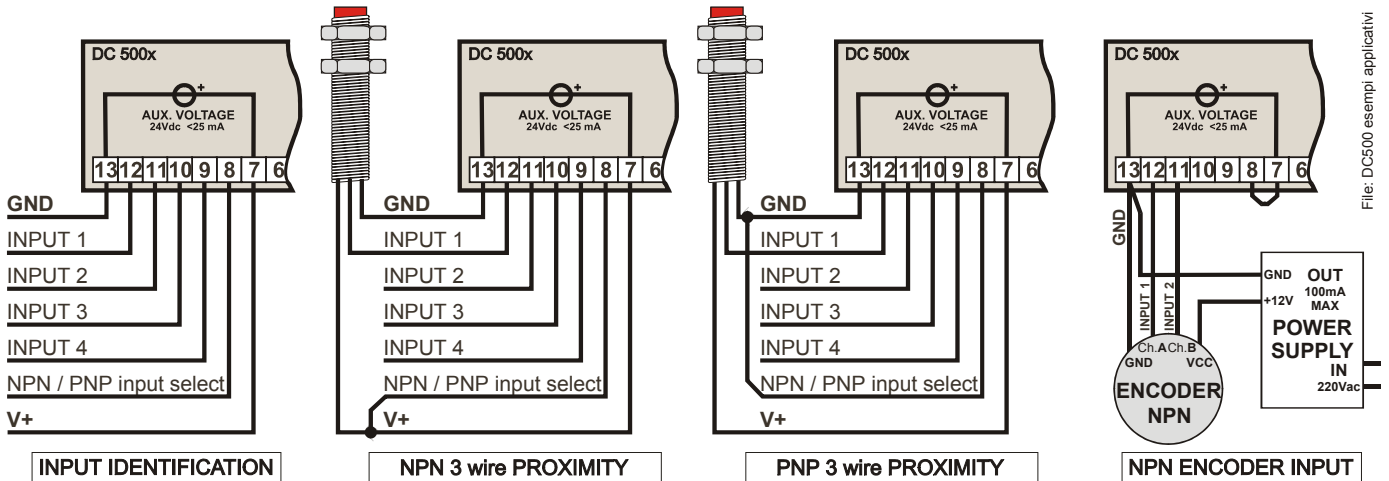 DC 500x
+
AUX. VOLTAGE
24Vdc <25 mA
13 12 11 10 9 8 7 6
GND
INPUT 1
INPUT 2
INPUT 3
INPUT 4
NPN / PNP input select
V+
INPUT IDENTIFICATION
DC 500x
+
AUX. VOLTAGE
24Vdc <25 mA
13 12 11 10 9 8 7 6
GND
INPUT 1
INPUT 2
INPUT 3
INPUT 4
NPN / PNP input select
V+
NPN 3 wire PROXIMITY
DC 500x
+
AUX. VOLTAGE
24Vdc <25 mA
13 12 11 10 9 8 7 6
GND
INPUT 1
INPUT 2
INPUT 3
INPUT 4
NPN / PNP input select
V+
PNP 3 wire PROXIMITY
DC 500x
+
AUX. VOLTAGE
24Vdc <25 mA
13 12 11 10 9 8 7 6
GND
INPUT 1
INPUT 2
Ch.A Ch.B
GND VCC
ENCODER
NPN
GND OUT
100mA
+12V MAX
POWER
SUPPLY
IN
220Vac
NPN ENCODER INPUT
File: DC500 esempi applicativi